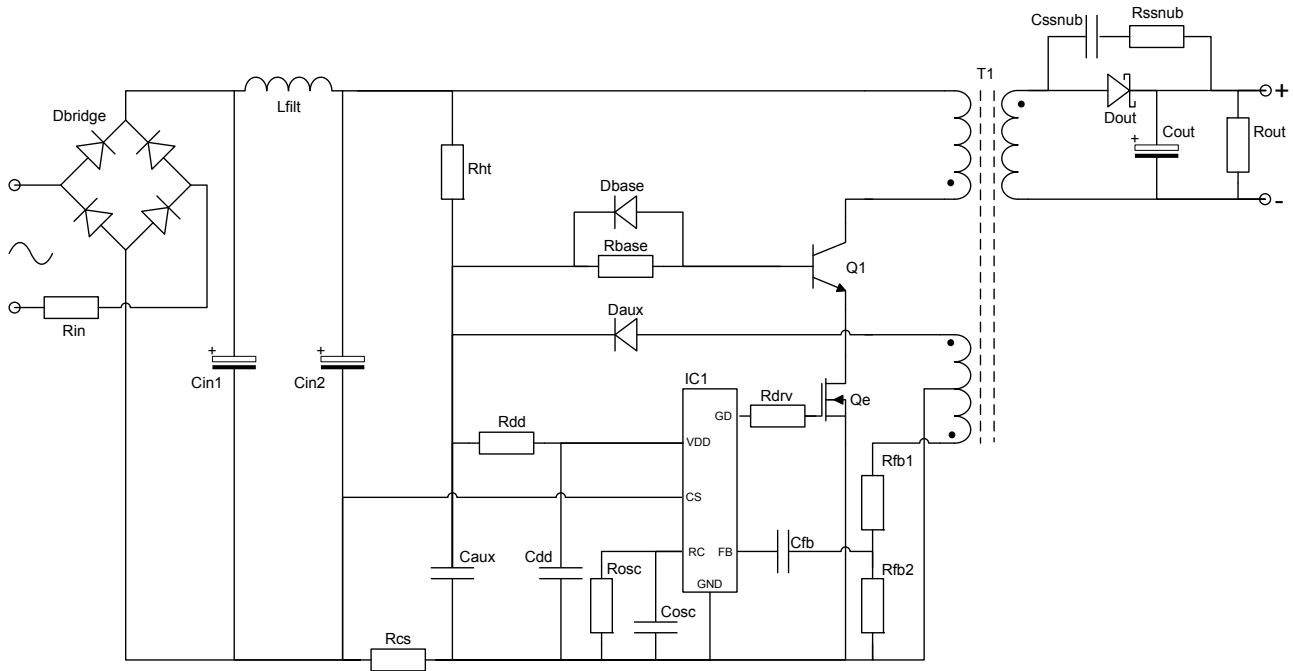 Cssnub
Rssnub
T1
+
Dbridge
Lfilt
Dout
+
Cout
Rout
Rht
Dbase
-
Rbase
Q1
Rin
Daux
+
Cin1
+
Cin2
IC1
Rdrv
Qe
GD
Rdd
VDD
Rfb1
CS
Caux
Cdd
Rosc
RC
FB
Cfb
Rfb2
GND
Cosc
Rcs